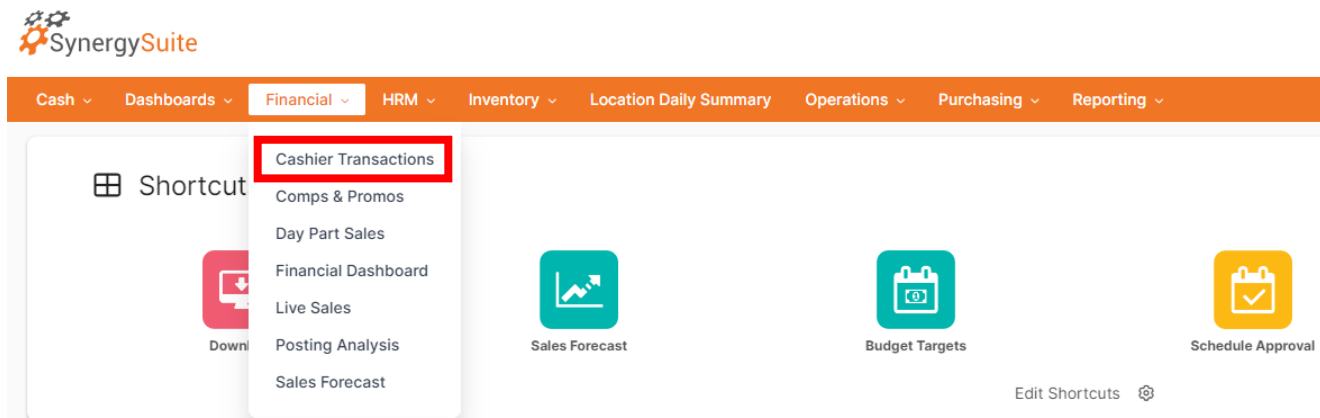 SynergySuite
Cash Dashboards Financial HRM Inventory Location Daily Summary Operations Purchasing Reporting
Cashier Transactions
Shortcut
Comps & Promos
Day Part Sales
Financial Dashboard
Live Sales
Downl
Posting Analysis
Sales Forecast
Budget Targets
Schedule Approval
Sales Forecast
Edit Shortcuts